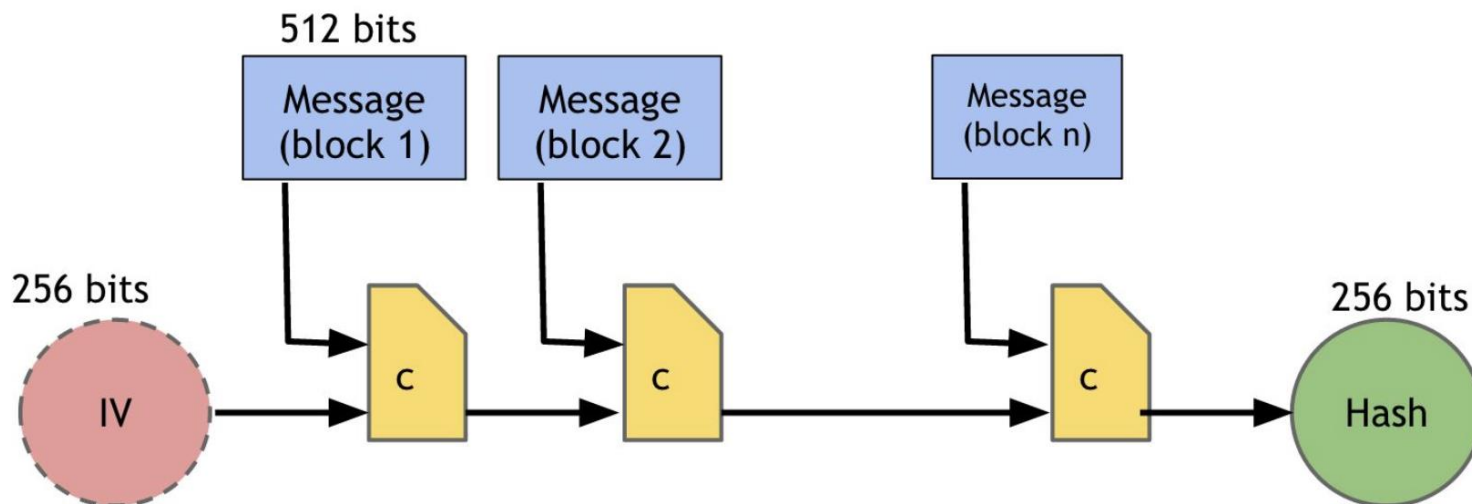 512 bits
Message
(block 1)
Message
(block 2)
Message
(block n)
256 bits
256 bits
IV
c
c
c
Hash